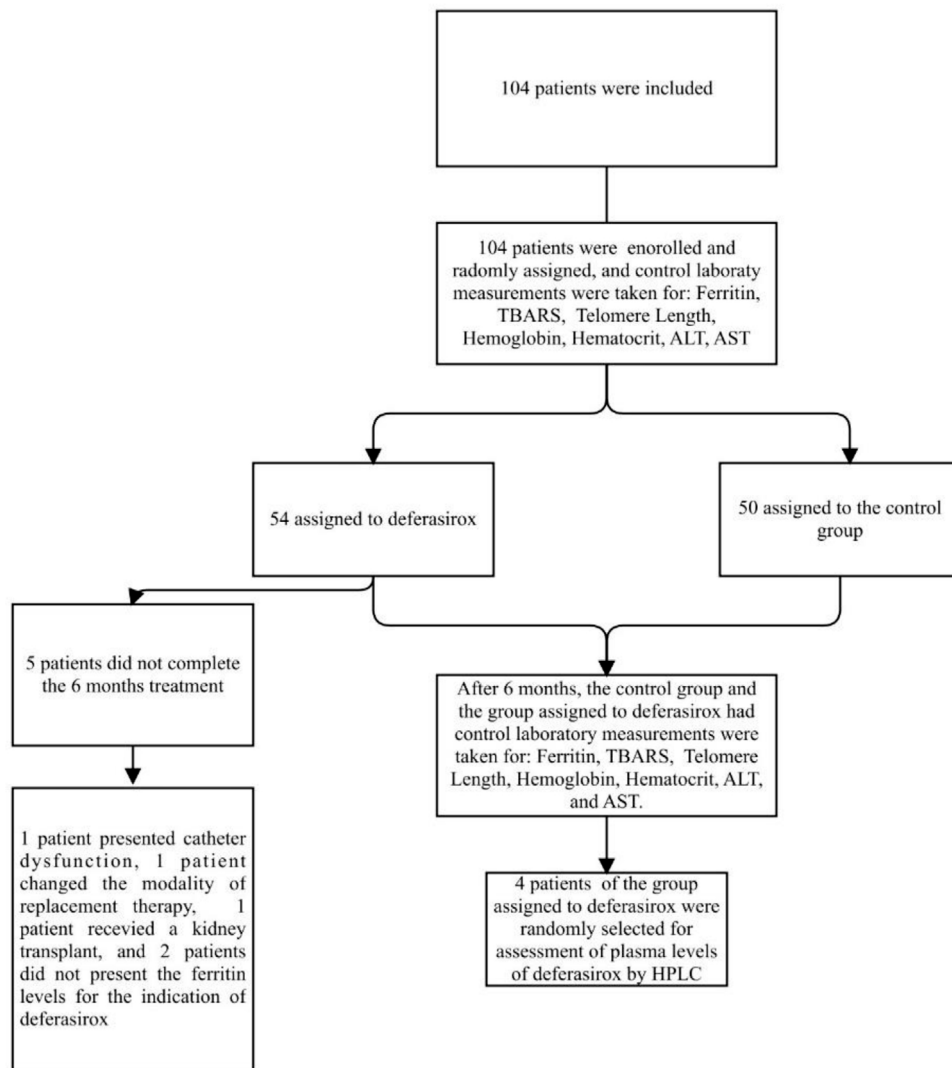 104 patients were included
104 patients were enorolled and
radomly assigned, and control laboraty
measurements were taken for: Ferritin,
TBARS, Telomere Length,
Hemoglobin, Hematocrit, ALT, AST
54 assigned to deferasirox
50 assigned to the control
group
5 patients did not complete
the 6 months treatment
After 6 months, the control group and
the group assigned to deferasirox had
control laboratory measurements were
taken for: Ferritin, TBARS, Telomere
Length, Hemoglobin, Hematocrit, ALT,
and AST.
1 patient presented catheter
dysfunction, 1 patient
changed the modality of
replacement therapy, 1
patient recevied a kidney
transplant, and 2 patients
did not present the ferritin
levels for the indication of
deferasirox
4 patients of the group
assigned to deferasirox were
randomly selected for
assessment of plasma levels
of deferasirox by HPLC